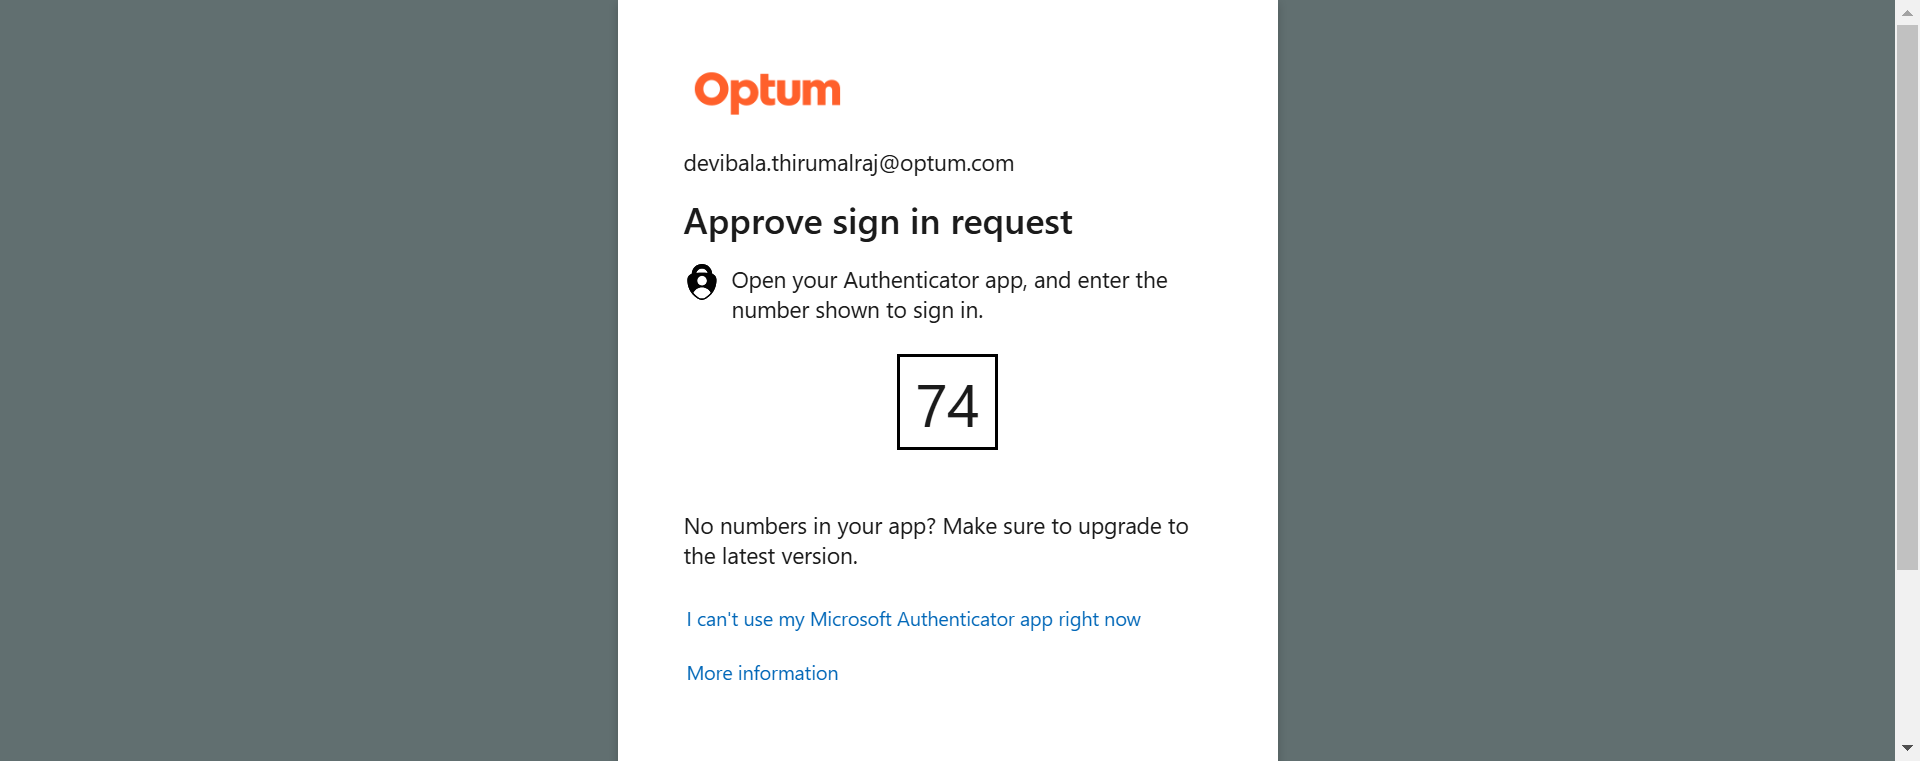 Optum
devibala.thirumalraj@optum.com
Approve sign in request
Open your Authenticator app, and enter the
number shown to sign in.
74
No numbers in your app? Make sure to upgrade to
the latest version.
I can't use my Microsoft Authenticator app right now
More information